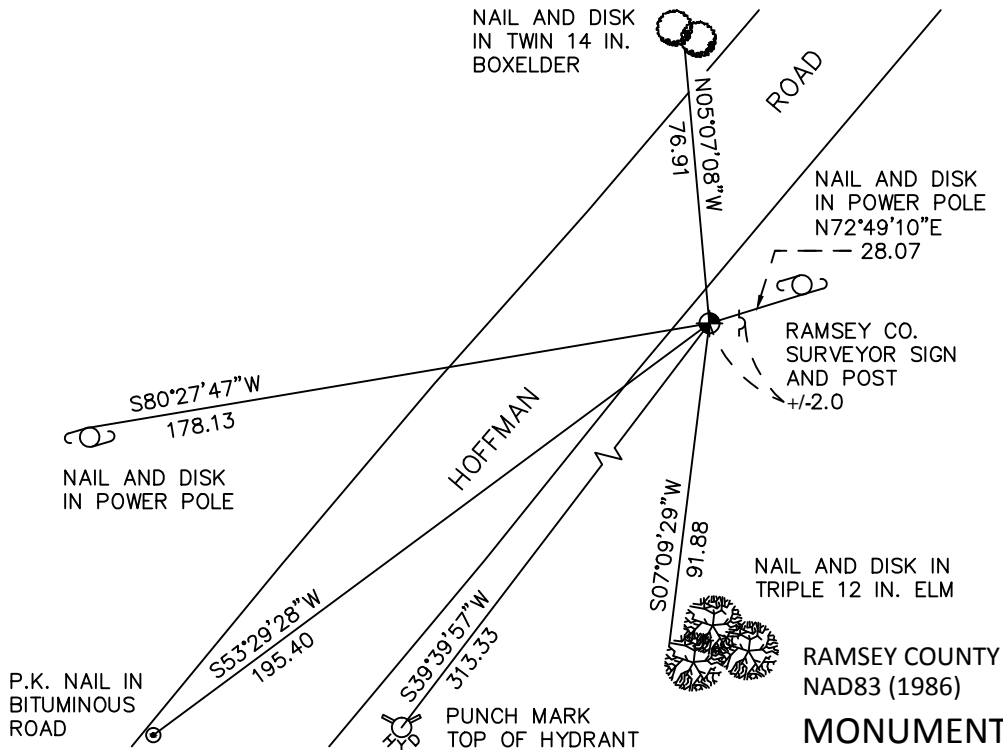 NAIL AND DISK
IN TWIN 14 IN.
BOXELDER
N05°07'08"W
76.91
ROAD
NAIL AND DISK
IN POWER POLE
N72°49'10"E
28.07
RAMSEY CO.
SURVEYOR SIGN
AND POST
+/-2.0
S80°27'47"W
178.13
NAIL AND DISK
IN POWER POLE
HOFFMAN
S07°09'29"W
91.88
NAIL AND DISK IN
TRIPLE 12 IN. ELM
S53°29'28"W
195.40
S39°39'57"W
313.33
P.K. NAIL IN
BITUMINOUS
ROAD
HYD
PUNCH MARK
TOP OF HYDRANT
RAMSEY COUNTY
NAD83 (1986)
MONUMENT